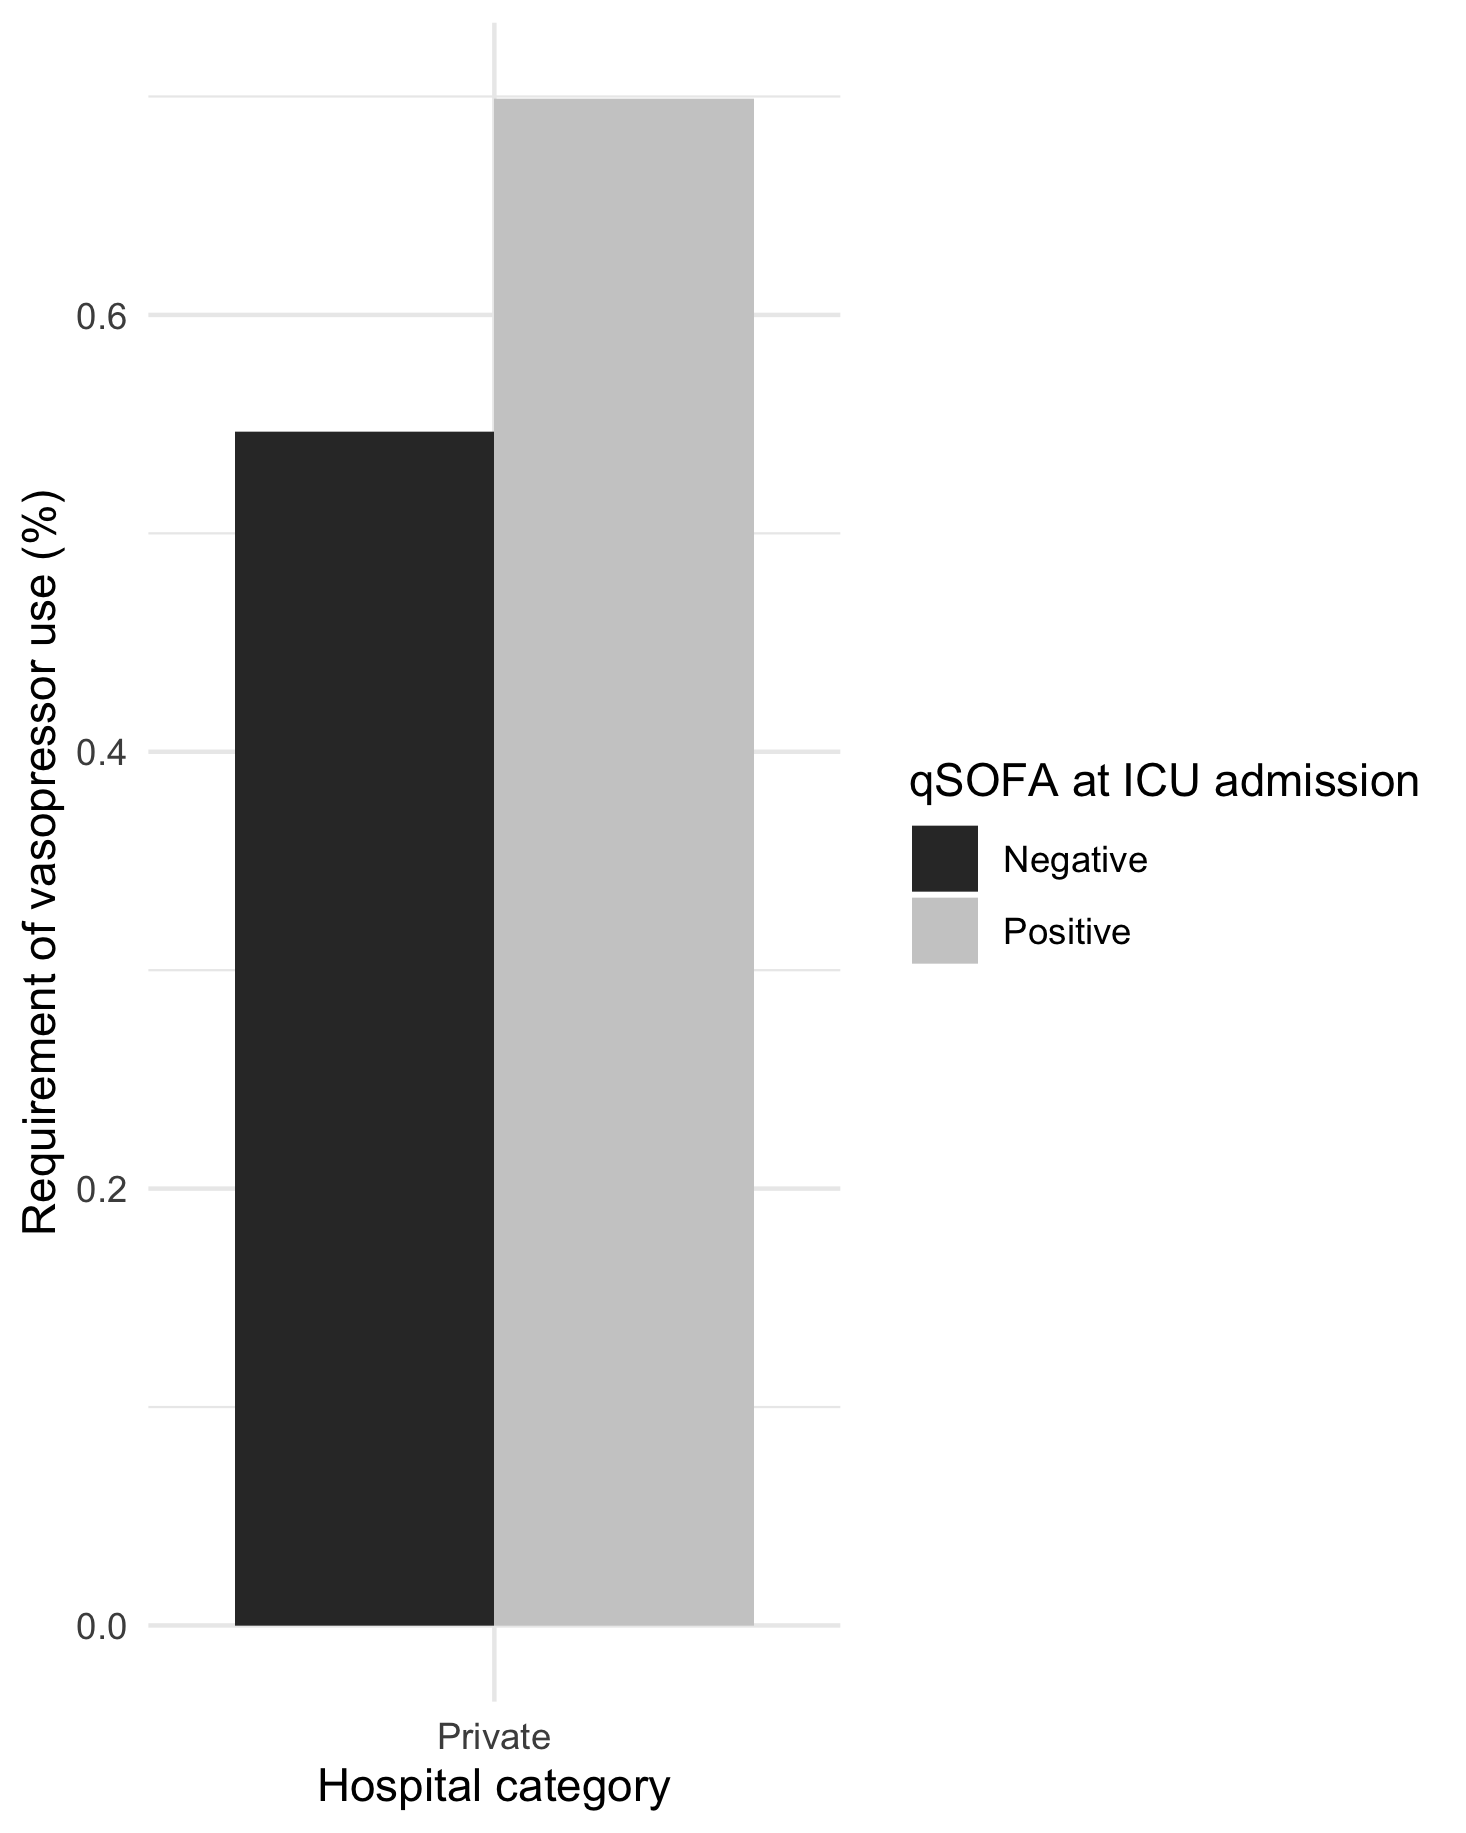 Requirement of vasopressor use (%)
0.6
0.4
0.2
0.0
Private
Hospital category
qSOFA at ICU admission
Negative
Positive